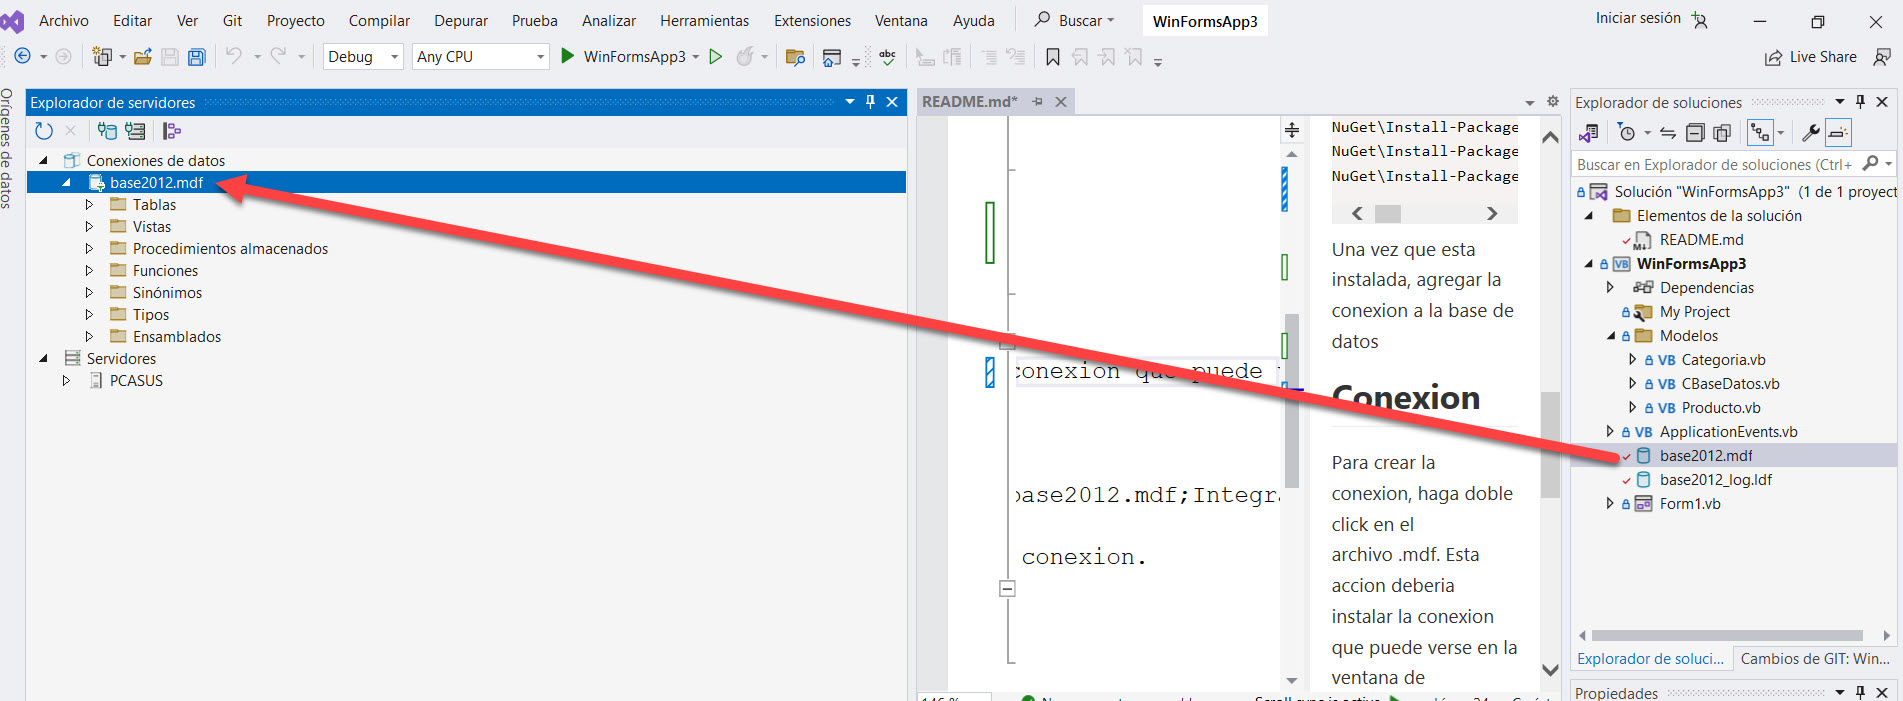 Archivo Editar Ver Git Proyecto Compilar Depurar Prueba Analizar Herramientas Extensiones Ventana Ayuda Buscar WinFormsApp3 Iniciar sesión
Debug Any CPU WinFormsApp3 abc Live Share
Orígenes de datos
Explorador de servidores
Conexiones de datos
base2012.mdf
Tablas
Vistas
Procedimientos almacenados
Funciones
Sinónimos
Tipos
Ensamblados
Servidores
PCASUS
README.md*
conexion que puede
base2012.mdf;Integra
conexion.
NuGet\Install-Package
NuGet\Install-Package
NuGet\Install-Package
Una vez que esta
instalada, agregar la
conexion a la base de
datos
Conexion
Para crear la
conexion, haga doble
click en el
archivo .mdf. Esta
accion deberia
instalar la conexion
que puede verse en la
ventana de
Explorador de soluciones
Buscar en Explorador de soluciones (Ctrl+
Solución "WinFormsApp3" (1 de 1 proyect
Elementos de la solución
README.md
VB WinFormsApp3
Dependencias
My Project
Modelos
VB Categoria.vb
VB CBaseDatos.vb
VB Producto.vb
VB ApplicationEvents.vb
base2012.mdf
base2012_log.ldf
Form1.vb
Explorador de soluci... Cambios de GIT: Win...
Propiedades